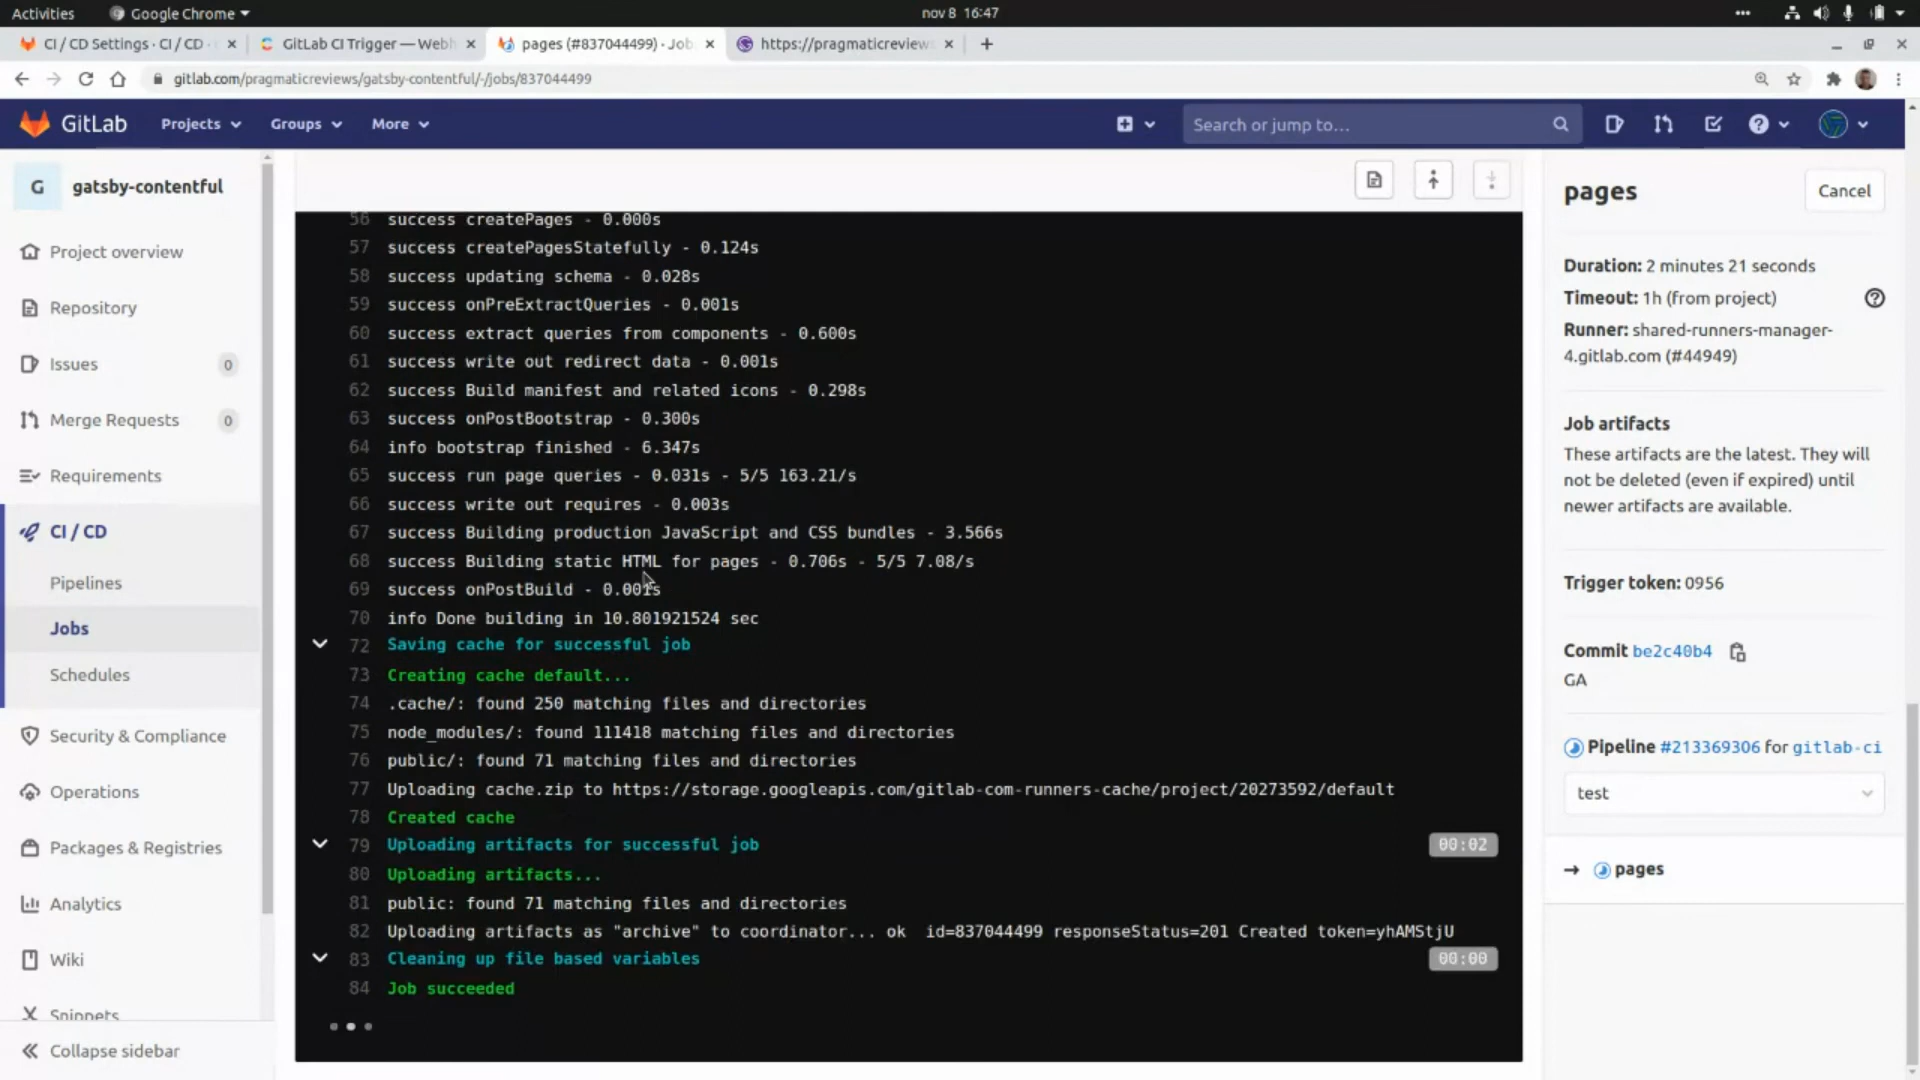 Activities
Google Chrome
nov 8 16:47
CI / CD Settings · CI / CD ·
GitLab CI Trigger — Webh
pages (#837044499) · Job
https://pragmaticreview
gitlab.com/pragmaticreviews/gatsby-contentful/-/jobs/837044499
GitLab
Projects
Groups
More
Search or jump to...
G
gatsby-contentful
Project overview
Repository
Issues
0
Merge Requests
0
Requirements
CI / CD
Pipelines
Jobs
Schedules
Security & Compliance
Operations
Packages & Registries
Analytics
Wiki
Snippets
Collapse sidebar
56 success createPages - 0.000s
57 success createPagesStatefully - 0.124s
58 success updating schema - 0.028s
59 success onPreExtractQueries - 0.001s
60 success extract queries from components - 0.600s
61 success write out redirect data - 0.001s
62 success Build manifest and related icons - 0.298s
63 success onPostBootstrap - 0.300s
64 info bootstrap finished - 6.347s
65 success run page queries - 0.031s - 5/5 163.21/s
66 success write out requires - 0.003s
67 success Building production JavaScript and CSS bundles - 3.566s
68 success Building static HTML for pages - 0.706s - 5/5 7.08/s
69 success onPostBuild - 0.001s
70 info Done building in 10.801921524 sec
72 Saving cache for successful job
73 Creating cache default...
74 .cache/: found 250 matching files and directories
75 node_modules/: found 111418 matching files and directories
76 public/: found 71 matching files and directories
77 Uploading cache.zip to https://storage.googleapis.com/gitlab-com-runners-cache/project/20273592/default
78 Created cache
79 Uploading artifacts for successful job 00:02
80 Uploading artifacts...
81 public: found 71 matching files and directories
82 Uploading artifacts as "archive" to coordinator... ok id=837044499 responseStatus=201 Created token=yhAMStjU
83 Cleaning up file based variables 00:00
84 Job succeeded
pages
Cancel
Duration: 2 minutes 21 seconds
Timeout: 1h (from project)
Runner: shared-runners-manager-
4.gitlab.com (#44949)
Job artifacts
These artifacts are the latest. They will
not be deleted (even if expired) until
newer artifacts are available.
Trigger token: 0956
Commit be2c40b4
GA
Pipeline #213369306 for gitlab-ci
test
→ pages